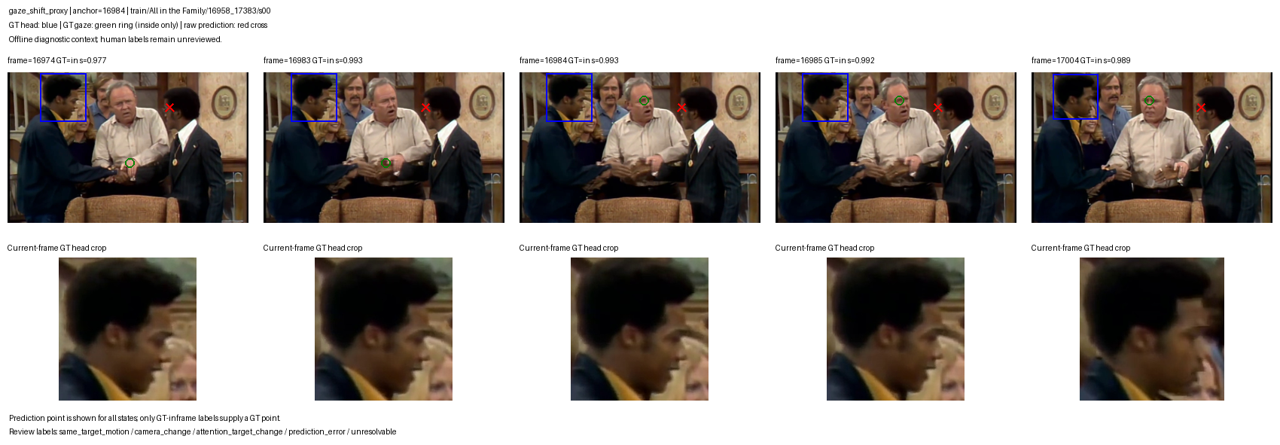 gaze_shift_proxy | anchor=16984 | train/All in the Family/16958_17383/s00
GT head: blue | GT gaze: green ring (inside only) | raw prediction: red cross
Offline diagnostic context; human labels remain unreviewed.
frame=16974 GT=in s=0.977
frame=16983 GT=in s=0.993
frame=16984 GT=in s=0.993
frame=16985 GT=in s=0.992
frame=17004 GT=in s=0.989
Current-frame GT head crop
Current-frame GT head crop
Current-frame GT head crop
Current-frame GT head crop
Current-frame GT head crop
Prediction point is shown for all states; only GT-inframe labels supply a GT point
Review labels: same_target_motion / camera_change / attention_target_change / prediction_error / unresolvable